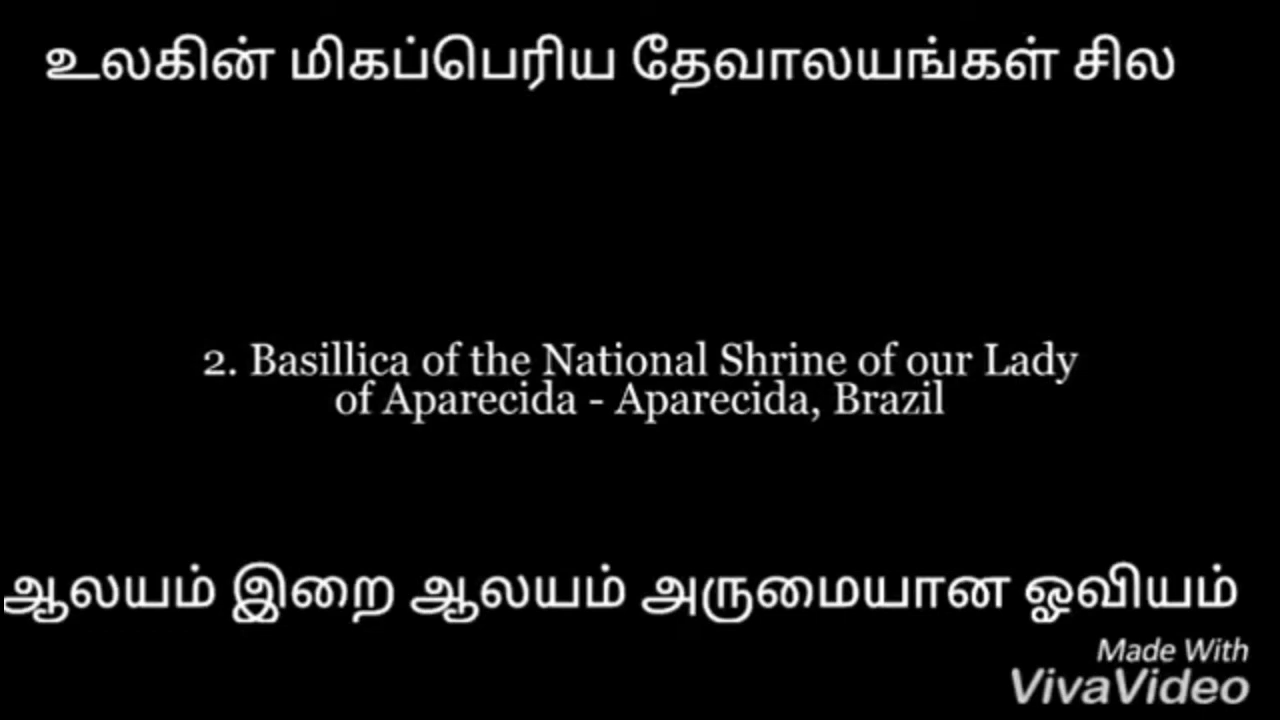 உலகின் மிகப்பெரிய தேவாலயங்கள் சில
2. Basillica of the National Shrine of our Lady
of Aparecida - Aparecida, Brazil
ஆலயம் இறை ஆலயம் அருமையான ஓவியம்
Made With
VivaVideo